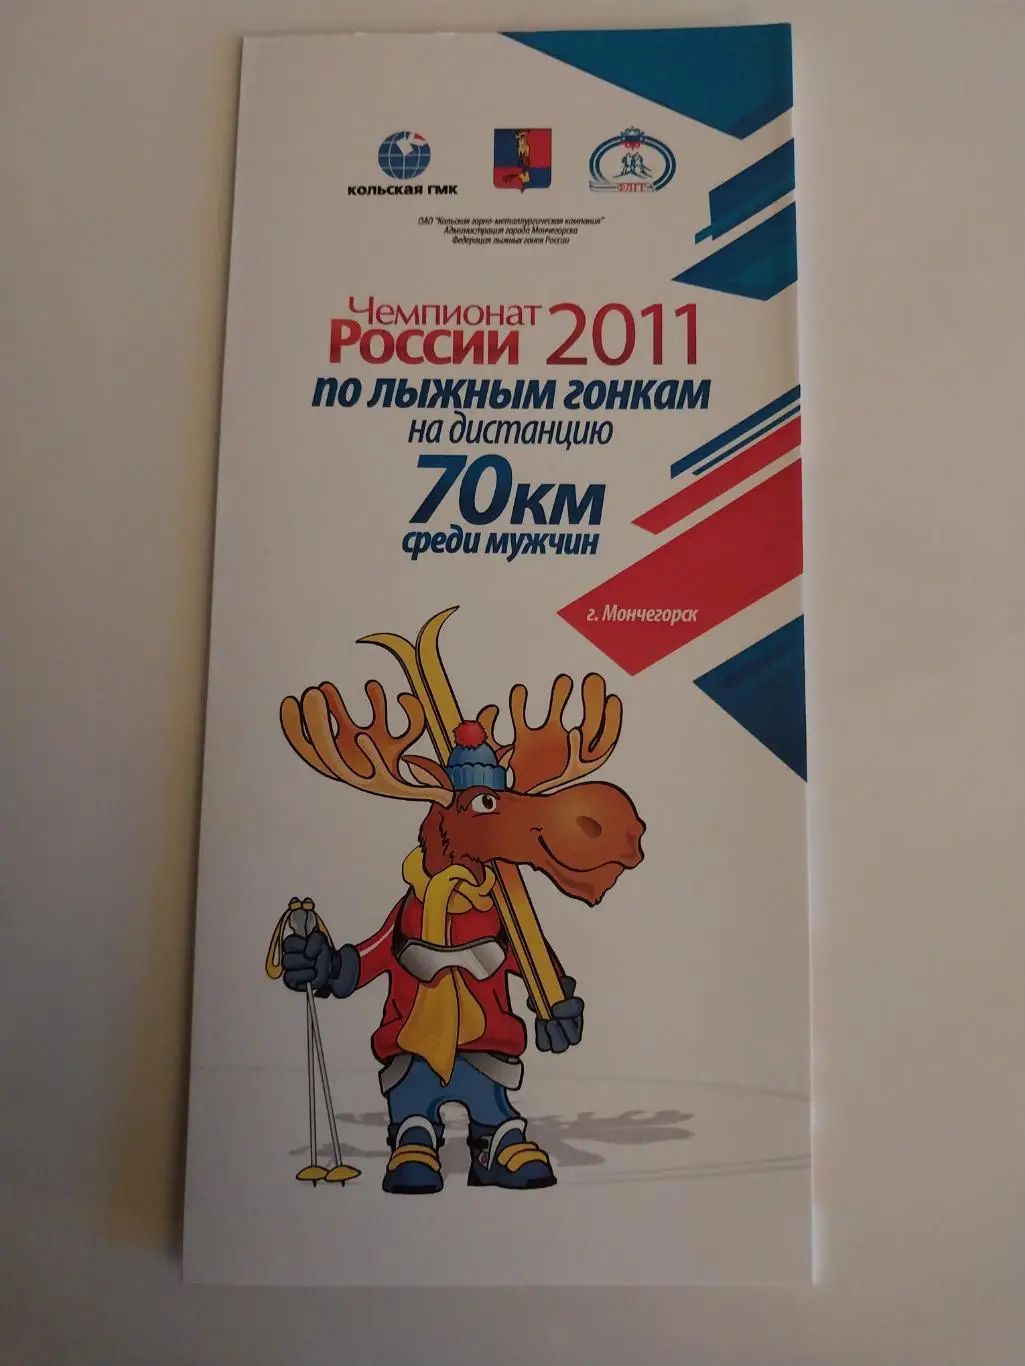 КОЛЬСКАЯ ГМК
ФЛГР
ОАО "Кольская горно-металлургическая компания"
Администрация города Мончегорска
Федерация лыжных гонок России
Чемпионат
России 2011
по лыжным гонкам
на дистанцию
70км
среди мужчин
г. Мончегорск